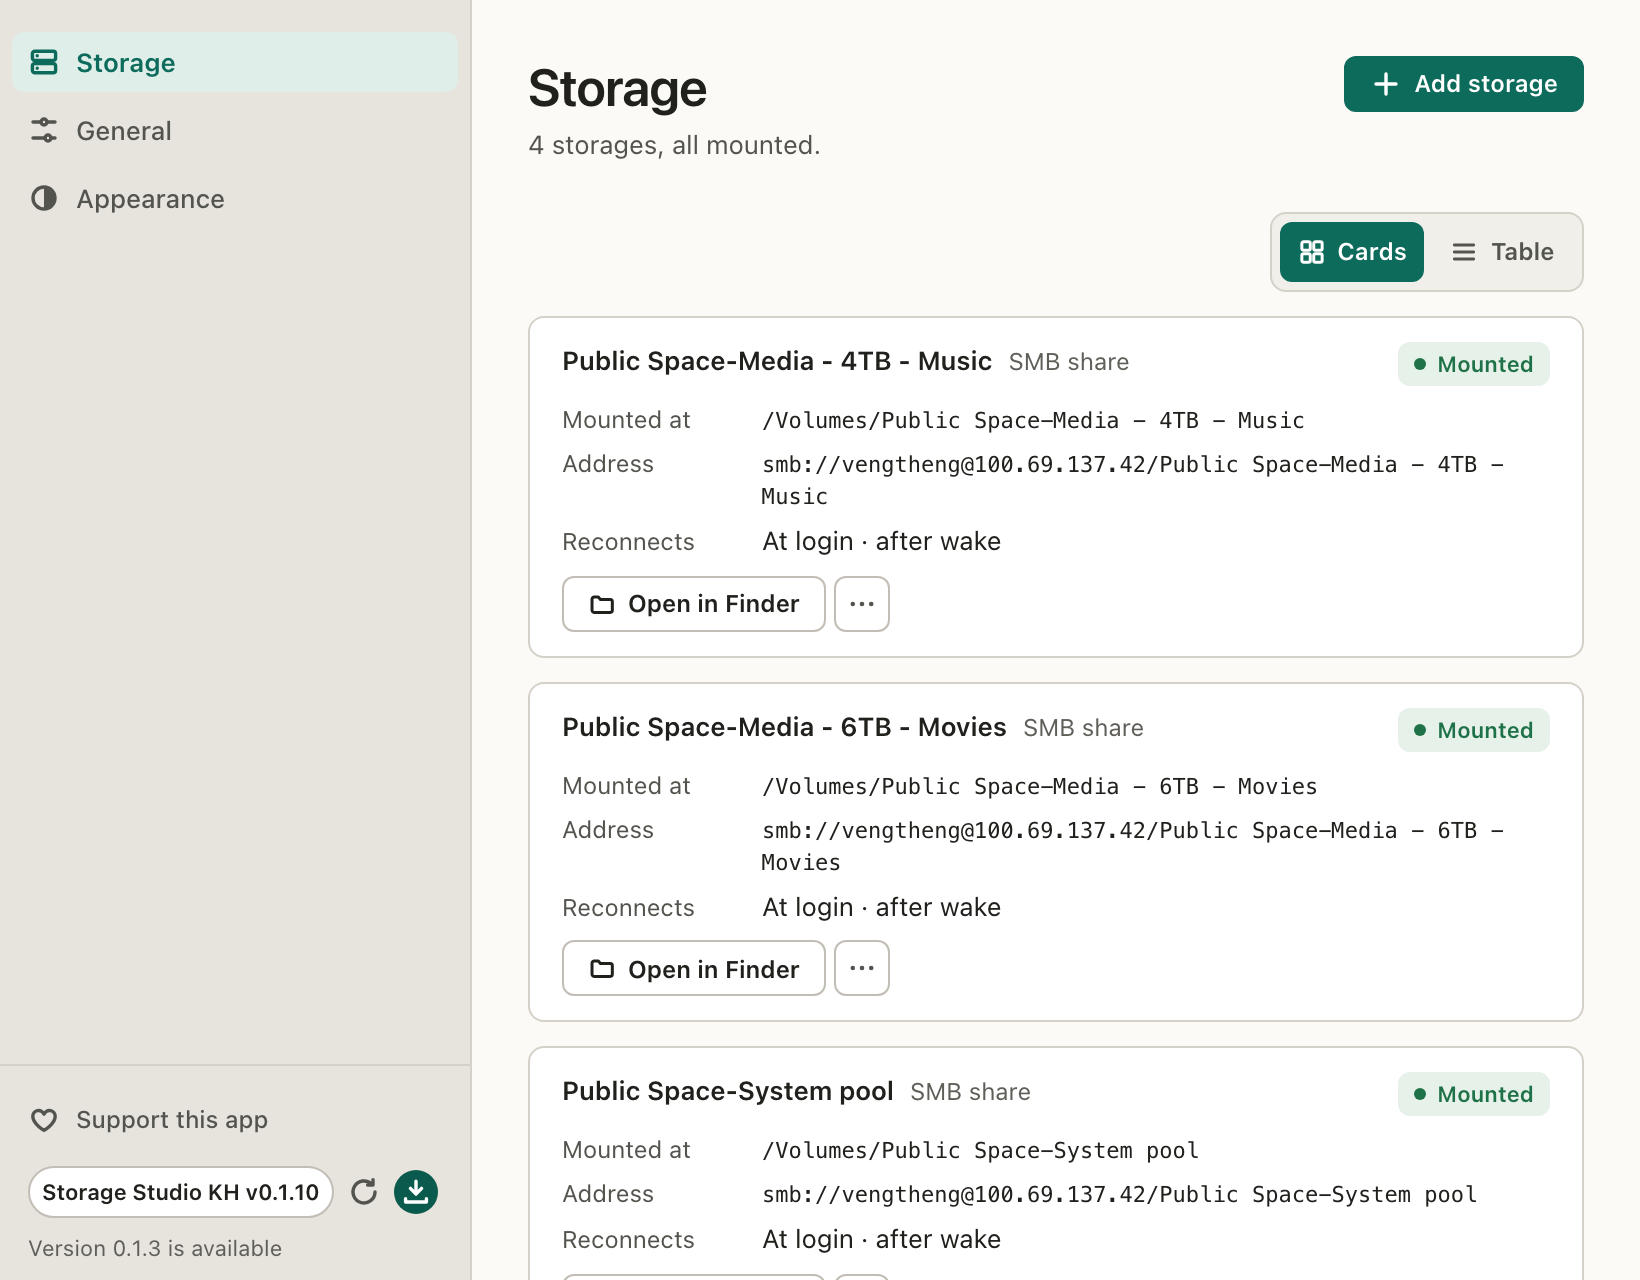 Storage
General
Appearance
Support this app
Storage Studio KH v0.1.10
Version 0.1.3 is available
Storage
4 storages, all mounted.
Add storage
Cards
Table
Public Space-Media - 4TB - Music SMB share
Mounted
Mounted at /Volumes/Public Space-Media - 4TB - Music
Address smb://vengtheng@100.69.137.42/Public Space-Media - 4TB -
Music
Reconnects At login · after wake
Open in Finder
Public Space-Media - 6TB - Movies SMB share
Mounted
Mounted at /Volumes/Public Space-Media - 6TB - Movies
Address smb://vengtheng@100.69.137.42/Public Space-Media - 6TB -
Movies
Reconnects At login · after wake
Open in Finder
Public Space-System pool SMB share
Mounted
Mounted at /Volumes/Public Space-System pool
Address smb://vengtheng@100.69.137.42/Public Space-System pool
Reconnects At login · after wake